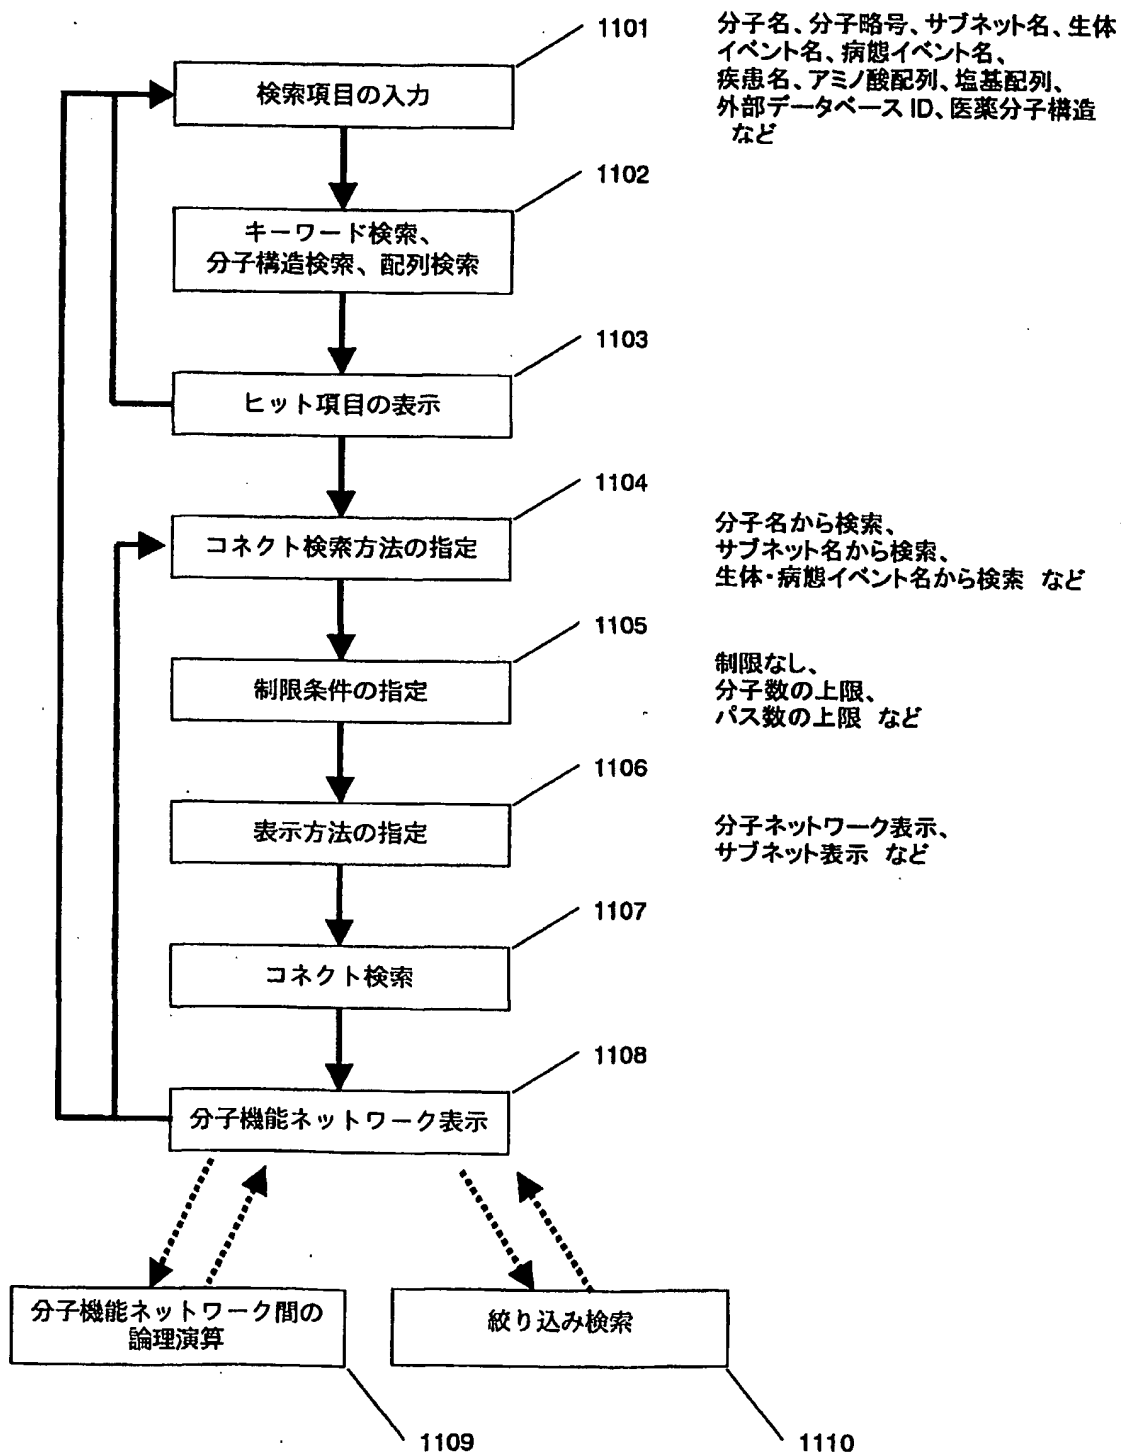 1101
分子名、分子略号、サブネット名、生体
イベント名、病態イベント名、
疾患名、アミノ酸配列、塩基配列、
外部データベース ID、医薬分子構造
など
検索項目の入力
1102
キーワード検索、
分子構造検索、配列検索
1103
ヒット項目の表示
1104
コネクト検索方法の指定
分子名から検索、
サブネット名から検索、
生体・病態イベント名から検索 など
1105
制限条件の指定
制限なし、
分子数の上限、
パス数の上限 など
1106
表示方法の指定
分子ネットワーク表示、
サブネット表示 など
1107
コネクト検索
1108
分子機能ネットワーク表示
分子機能ネットワーク間の
論理演算
絞り込み検索
1109
1110